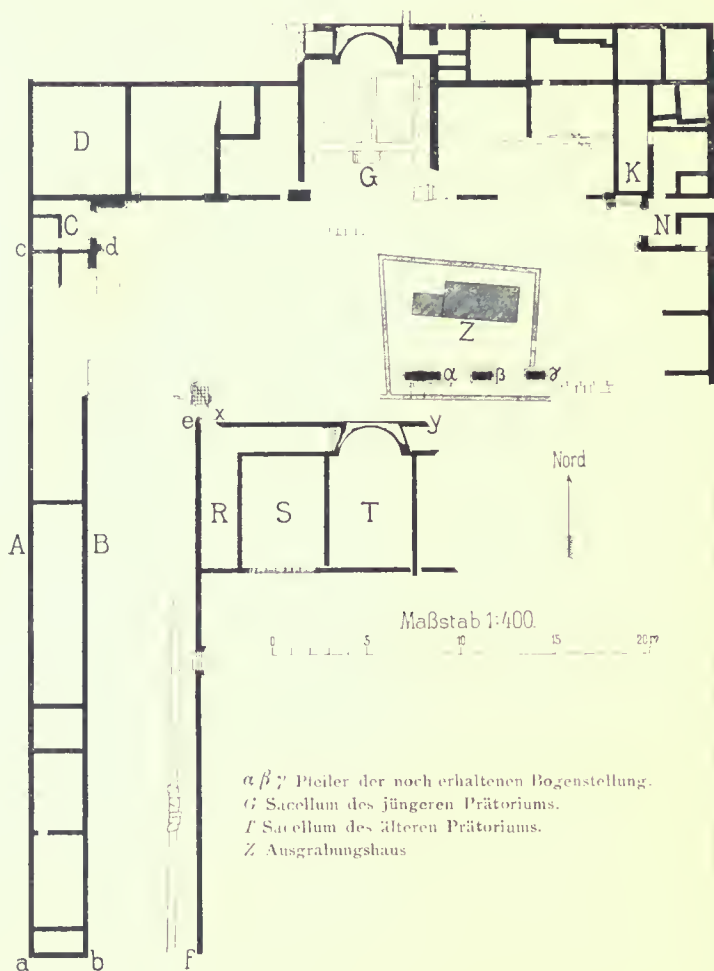 D
G
K
C
N
c d
Z
α β γ
e x y
Nord
R S T
A B
Maßstab 1:400.
0 5 10 15 20 m
α β γ Pfeiler der noch erhaltenen Bogenstellung.
G Sacellum des jüngeren Prätoriums.
T Sacellum des älteren Prätoriums.
Z Ausgrabungshaus
a b f